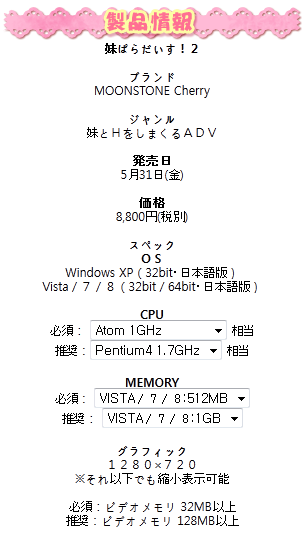 製品情報
妹ぱらだいす！２
ブランド
MOONSTONE Cherry
ジャンル
妹とＨをしまくるＡＤＶ
発売日
５月31日(金)
価格
8,800円(税別)
スペック
ＯＳ
Windows XP ( 32bit・日本語版 )
Vista / ７ / ８ ( 32bit / 64bit・日本語版 )
CPU
必須： Atom 1GHz 相当
推奨： Pentium4 1.7GHz 相当
MEMORY
必須： VISTA / ７ / ８:512MB
推奨： VISTA / ７ / ８:1GB
グラフィック
１２８０×７２０
※それ以下でも縮小表示可能
必須：ビデオメモリ 32MB以上
推奨：ビデオメモリ 128MB以上